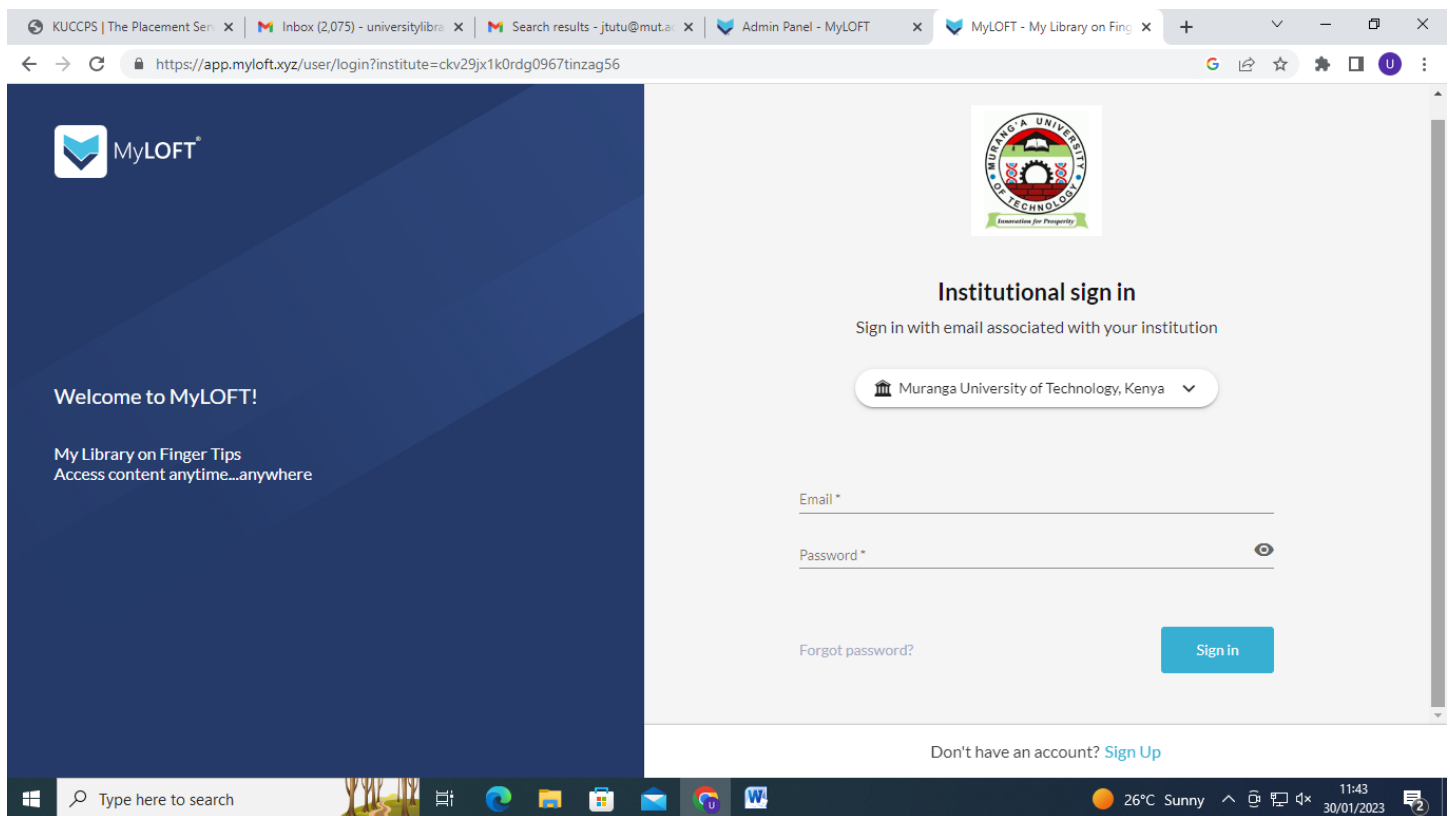 KUCCPS | The Placement Ser
Inbox (2,075) - universitylibra
Search results - jtutu@mut.ac
Admin Panel - MyLOFT
MyLOFT - My Library on Fing
https://app.myloft.xyz/user/login?institute=ckv29jx1k0rdg0967tinzag56
U
MyLOFT®
Welcome to MyLOFT!
My Library on Finger Tips
Access content anytime...anywhere
MURANG'A UNIVERSITY
OF TECHNOLOGY
Innovation for Prosperity
Institutional sign in
Sign in with email associated with your institution
Muranga University of Technology, Kenya
Email *
Password *
Forgot password?
Sign in
Don't have an account? Sign Up
Type here to search
26°C Sunny
11:43
30/01/2023
2